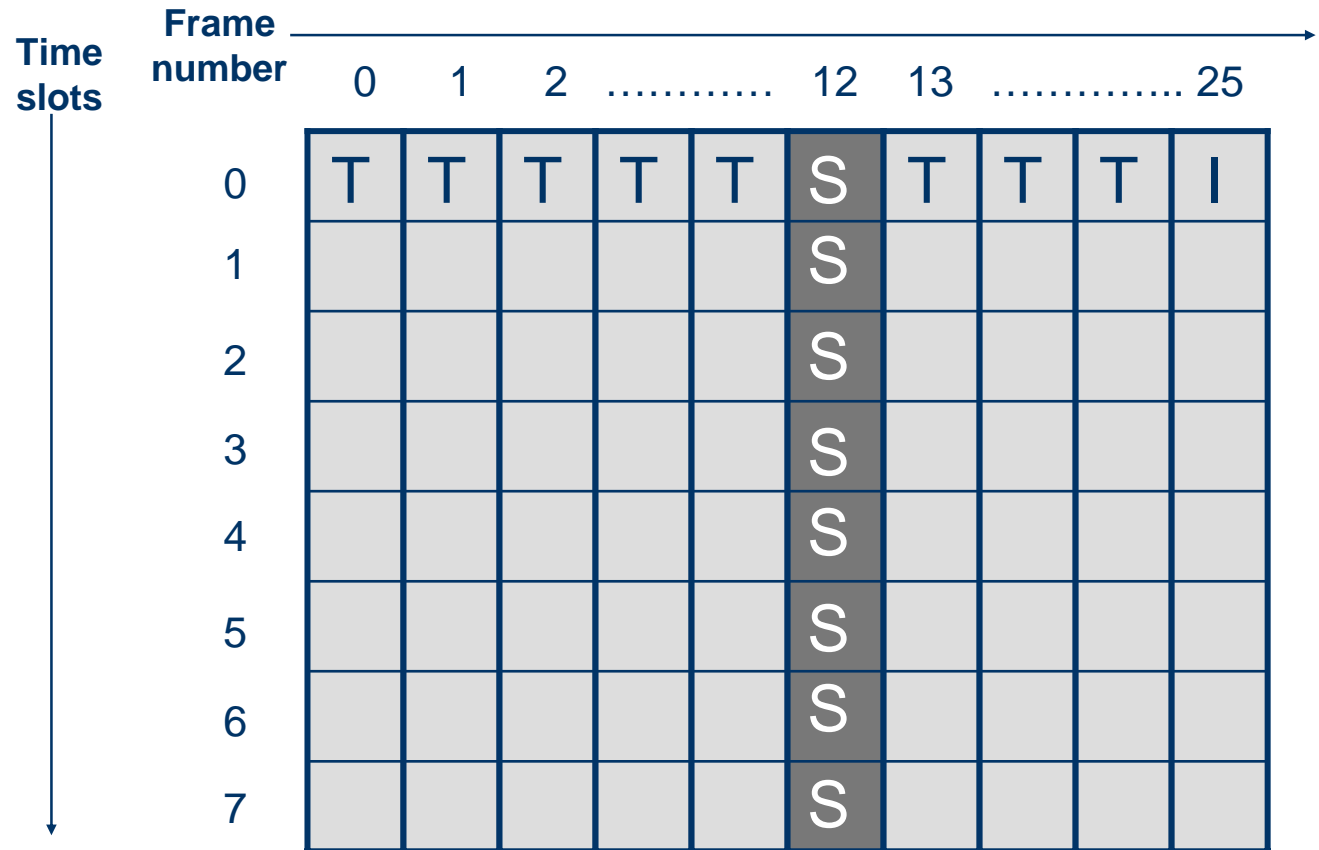 Frame
number
Time
slots
0 1 2 ………… 12 13 ………….. 25
0 T T T T T S T T T I
1 S
2 S
3 S
4 S
5 S
6 S
7 S